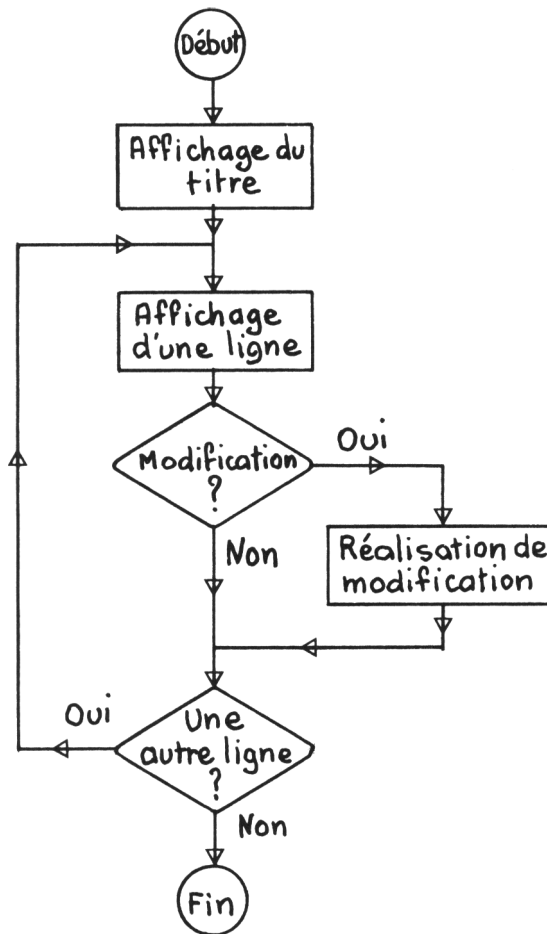 Début
Affichage du
titre
Affichage
d'une ligne
Modification
?
Oui
Non
Réalisation de
modification
Une
autre ligne
?
Oui
Non
Fin